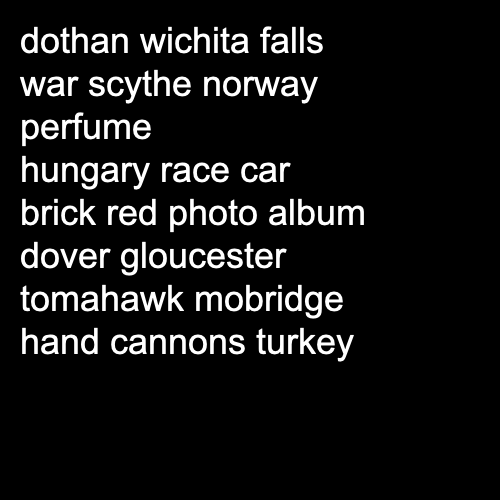 dothan wichita falls
war scythe norway
perfume
hungary race car
brick red photo album
dover gloucester
tomahawk mobridge
hand cannons turkey